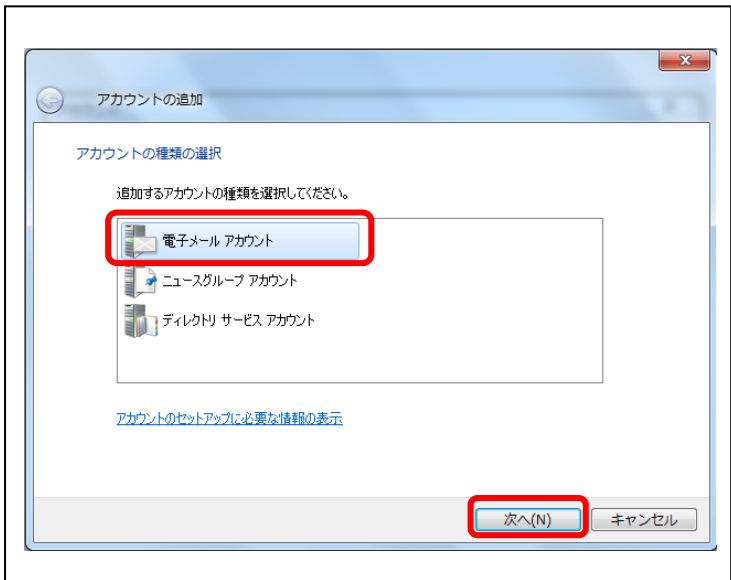 アカウントの追加
アカウントの種類の選択
追加するアカウントの種類を選択してください。
電子メール アカウント
ニュースグループ アカウント
ディレクトリ サービス アカウント
アカウントのセットアップに必要な情報の表示
次へ(N) キャンセル